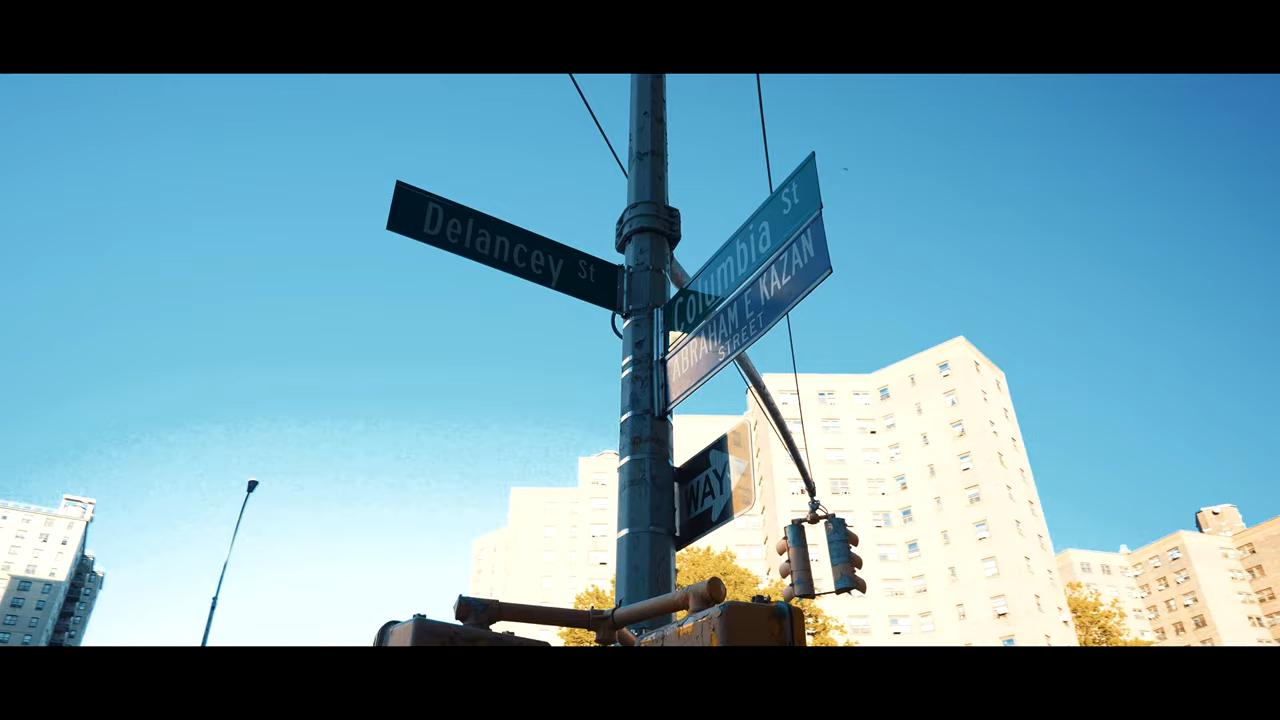 Delancey St
Columbia St
ABRAHAM E KAZAN
STREET
WAY